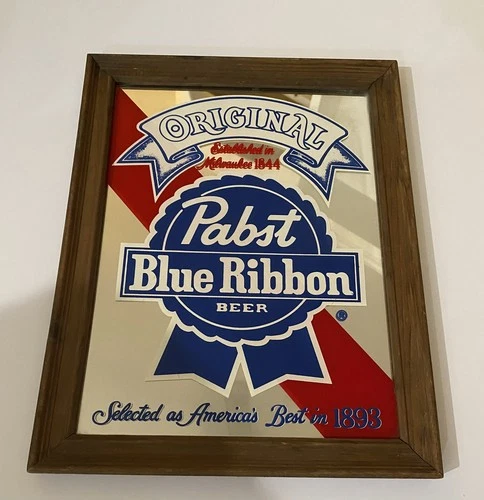 ORIGINAL
Established in
Milwaukee 1844
Pabst
Blue Ribbon
BEER
®
Selected as America's Best in 1893